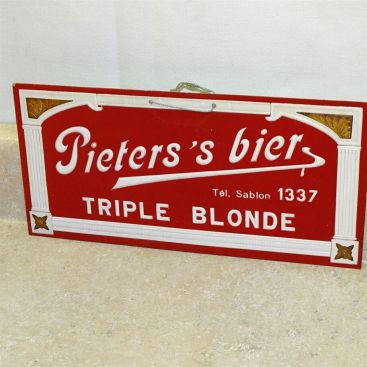 Pieters's bier
Tél, Sablon 1337
TRIPLE BLONDE